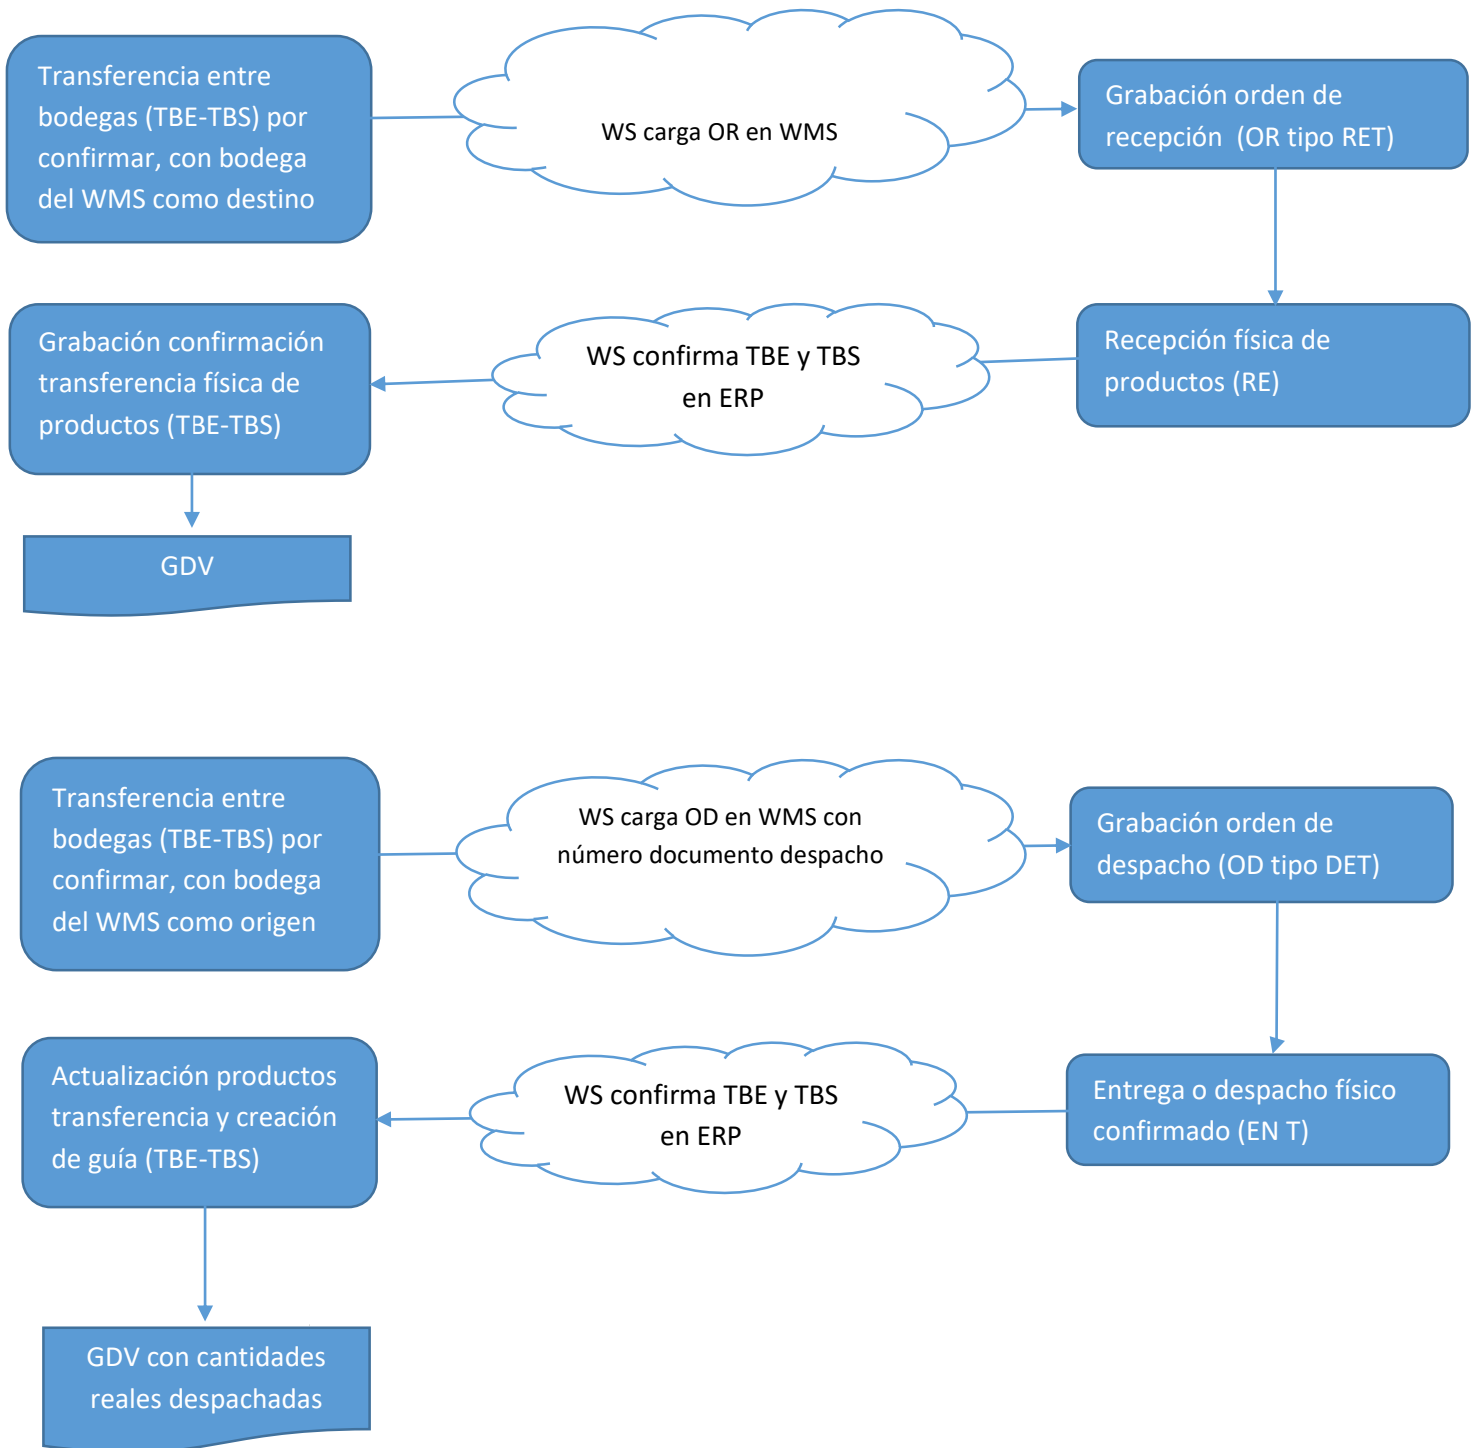 Transferencia entre
bodegas (TBE-TBS) por
confirmar, con bodega
del WMS como destino
WS carga OR en WMS
Grabación orden de
recepción  (OR tipo RET)
Grabación confirmación
transferencia física de
productos (TBE-TBS)
WS confirma TBE y TBS
en ERP
Recepción física de
productos (RE)
GDV
Transferencia entre
bodegas (TBE-TBS) por
confirmar, con bodega
del WMS como origen
WS carga OD en WMS con
número documento despacho
Grabación orden de
despacho (OD tipo DET)
Actualización productos
transferencia y creación
de guía (TBE-TBS)
WS confirma TBE y TBS
en ERP
Entrega o despacho físico
confirmado (EN T)
GDV con cantidades
reales despachadas